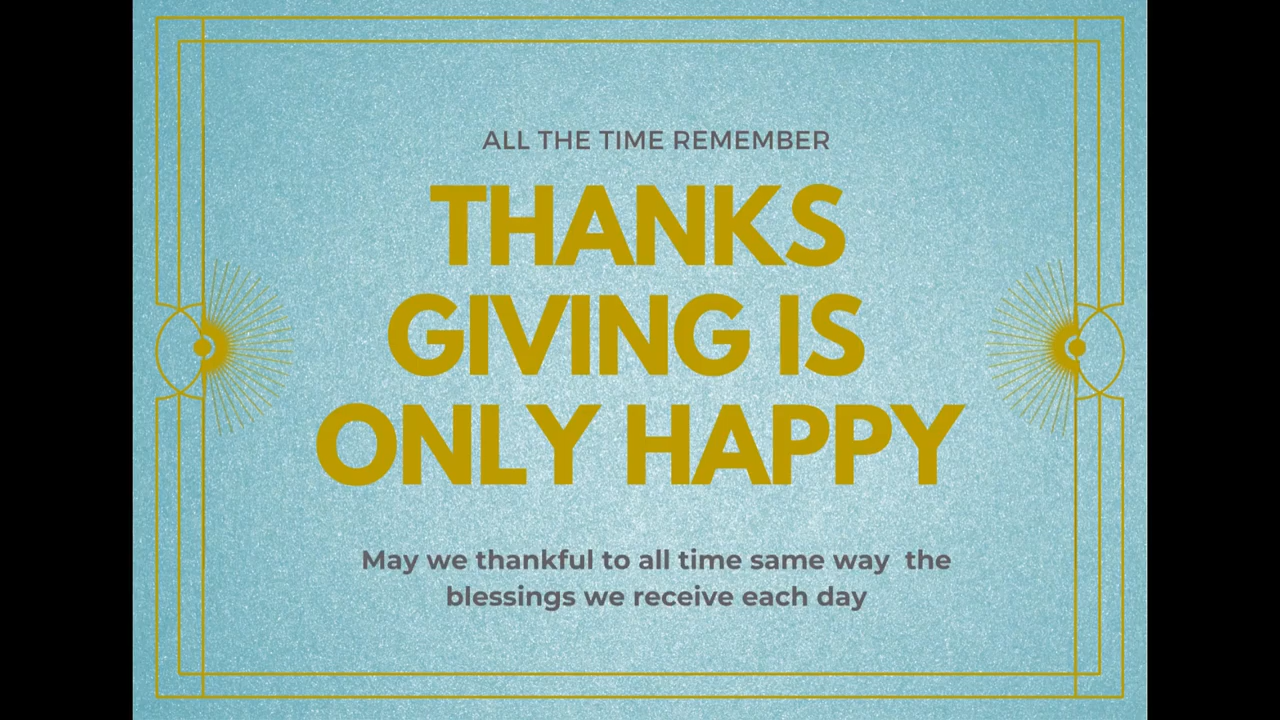 ALL THE TIME REMEMBER
THANKS
GIVING IS
ONLY HAPPY
May we thankful to all time same way  the
blessings we receive each day